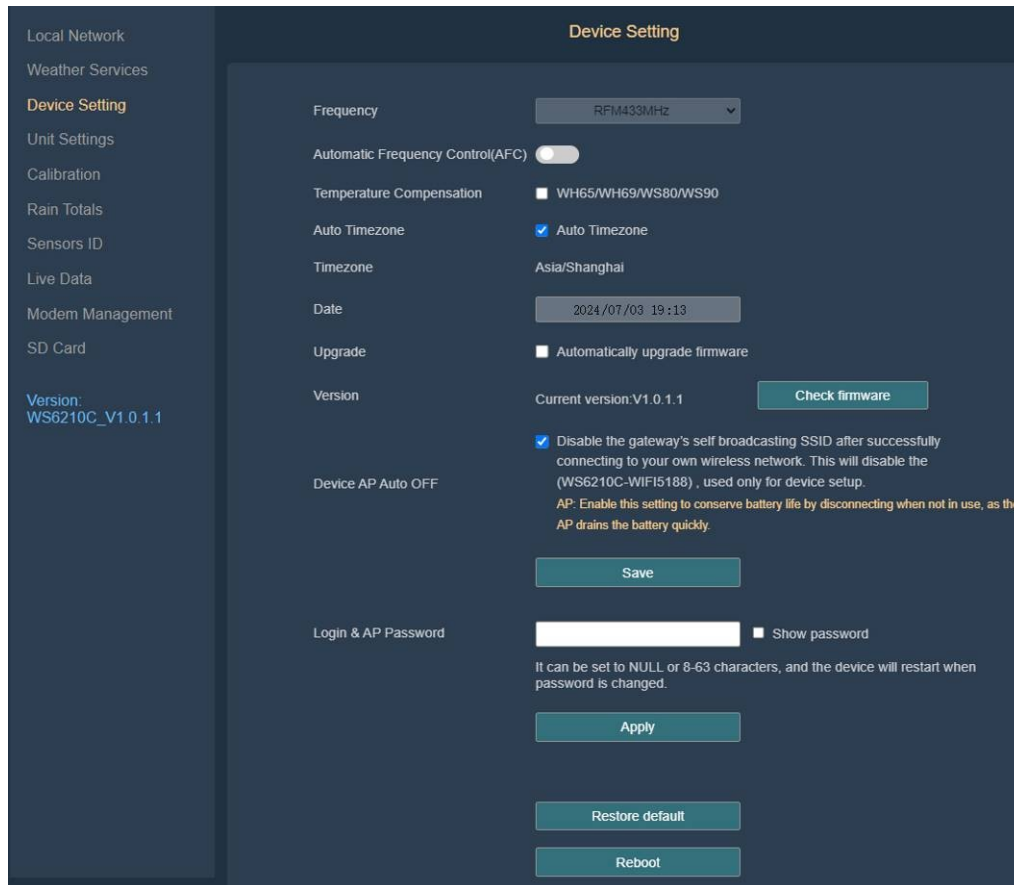 Local Network
Weather Services
Device Setting
Unit Settings
Calibration
Rain Totals
Sensors ID
Live Data
Modem Management
SD Card
Version:
WS6210C_V1.0.1.1
Device Setting
Frequency
RFM433MHz
Automatic Frequency Control(AFC)
Temperature Compensation
WH65/WH69/WS80/WS90
Auto Timezone
Auto Timezone
Timezone
Asia/Shanghai
Date
2024/07/03 19:13
Upgrade
Automatically upgrade firmware
Version
Current version:V1.0.1.1
Check firmware
Device AP Auto OFF
Disable the gateway's self broadcasting SSID after successfully
connecting to your own wireless network. This will disable the
(WS6210C-WIFI5188) , used only for device setup.
AP: Enable this setting to conserve battery life by disconnecting when not in use, as
AP drains the battery quickly.
Save
Login & AP Password
Show password
It can be set to NULL or 8-63 characters, and the device will restart when
password is changed.
Apply
Restore default
Reboot